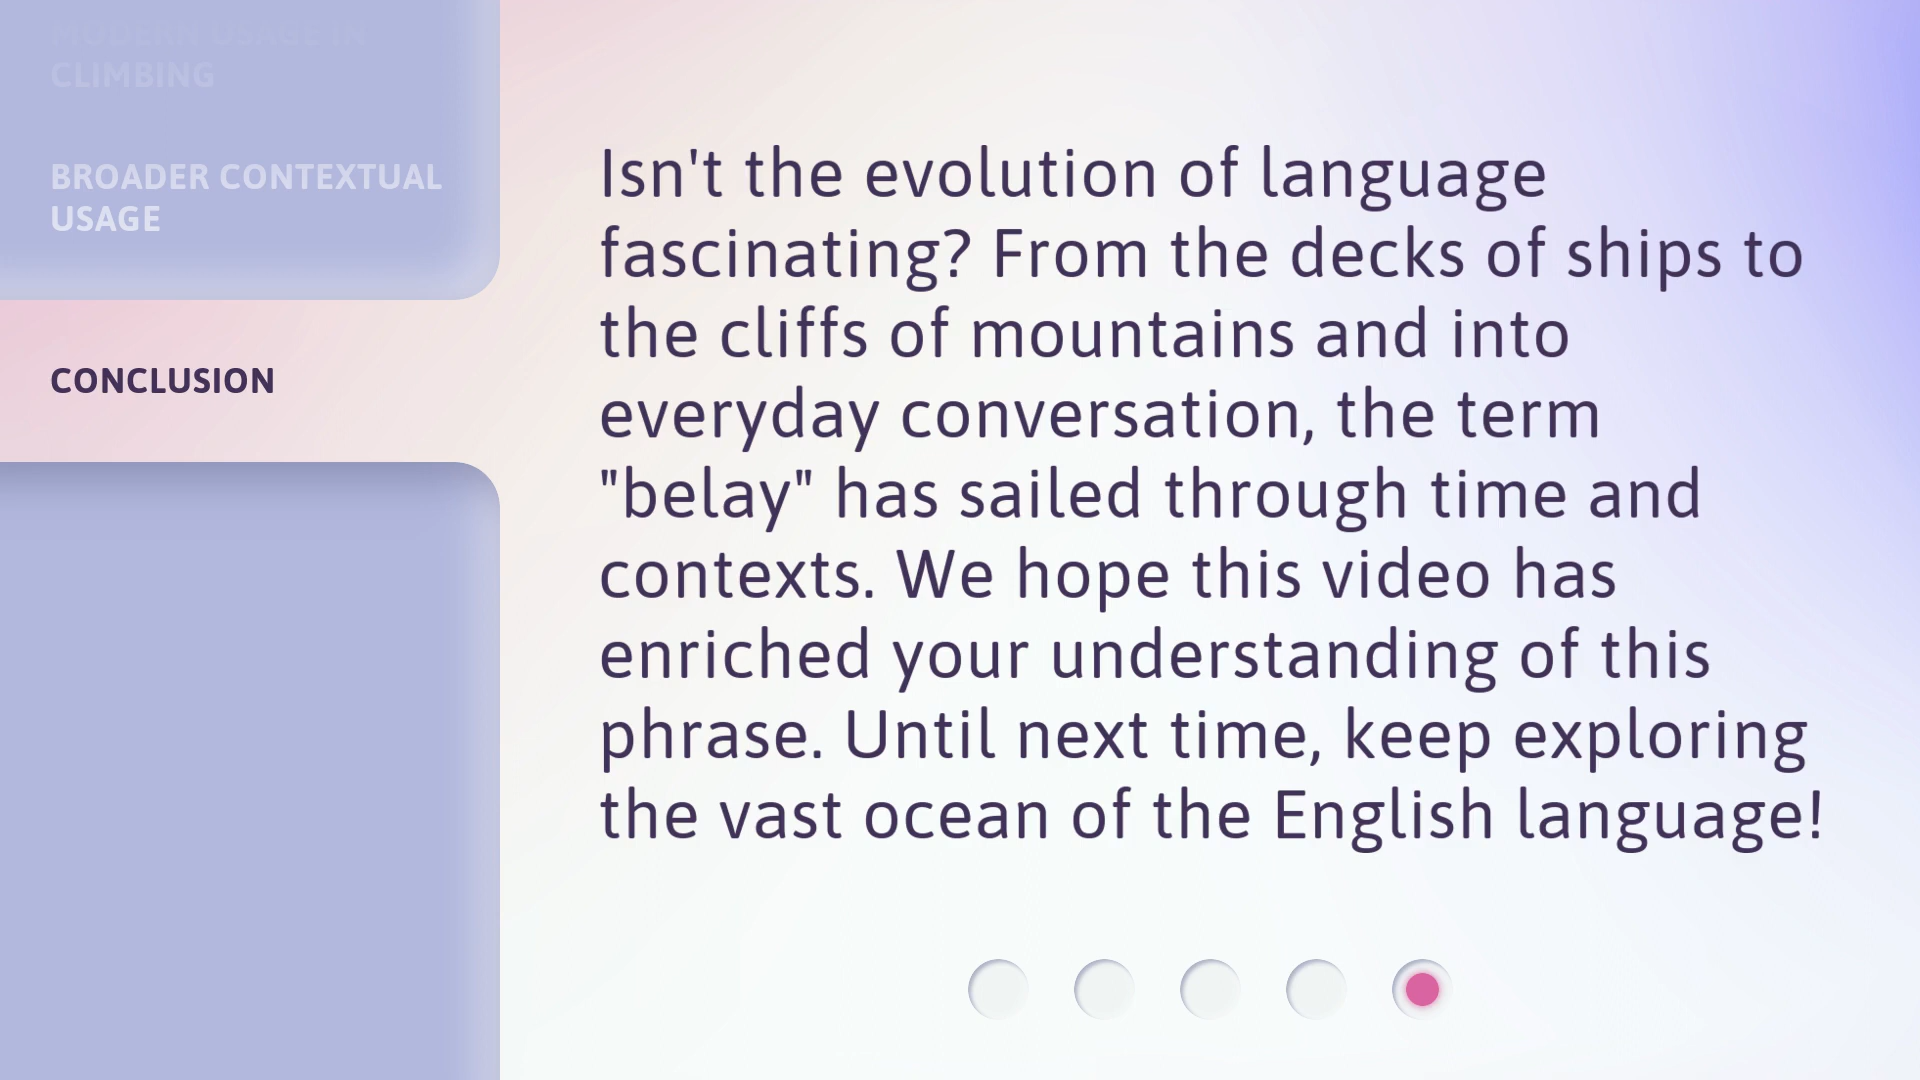 MODERN USAGE IN
CLIMBING
BROADER CONTEXTUAL
USAGE
CONCLUSION
Isn't the evolution of language
fascinating? From the decks of ships to
the cliffs of mountains and into
everyday conversation, the term
"belay" has sailed through time and
contexts. We hope this video has
enriched your understanding of this
phrase. Until next time, keep exploring
the vast ocean of the English language!